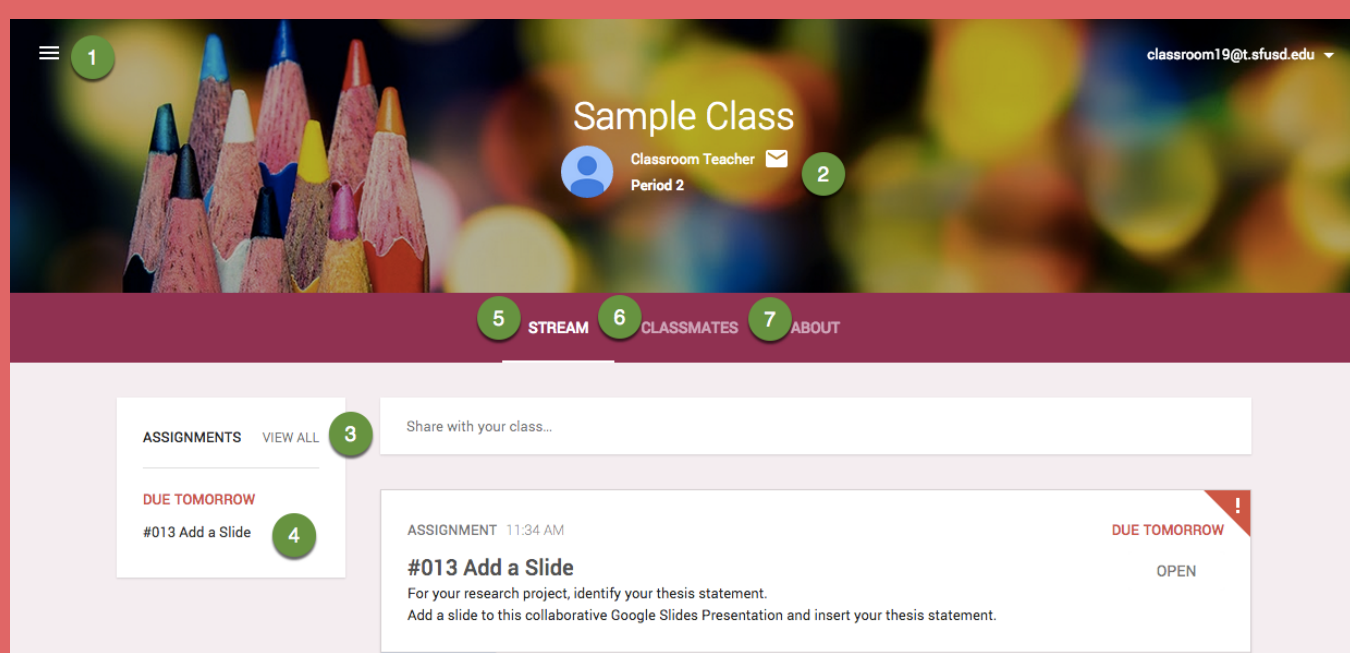 1
classroom19@t.sfusd.edu
Sample Class
Classroom Teacher
2
Period 2
5 STREAM 6 CLASSMATES 7 ABOUT
ASSIGNMENTS VIEW ALL 3
DUE TOMORROW
#013 Add a Slide 4
Share with your class...
!
ASSIGNMENT 11:34 AM DUE TOMORROW
#013 Add a Slide OPEN
For your research project, identify your thesis statement.
Add a slide to this collaborative Google Slides Presentation and insert your thesis statement.